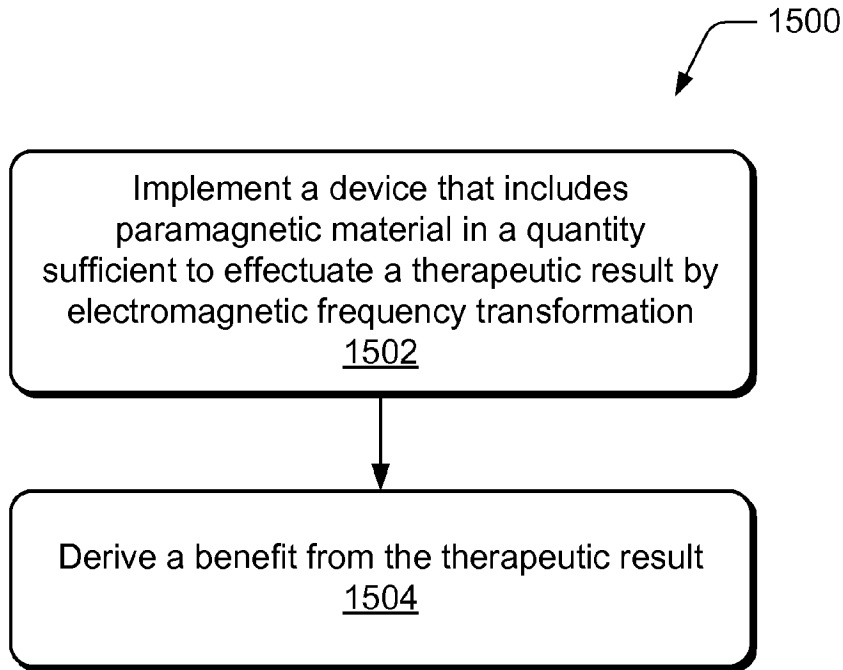 1500
Implement a device that includes
paramagnetic material in a quantity
sufficient to effectuate a therapeutic result by
electromagnetic frequency transformation
1502
Derive a benefit from the therapeutic result
1504